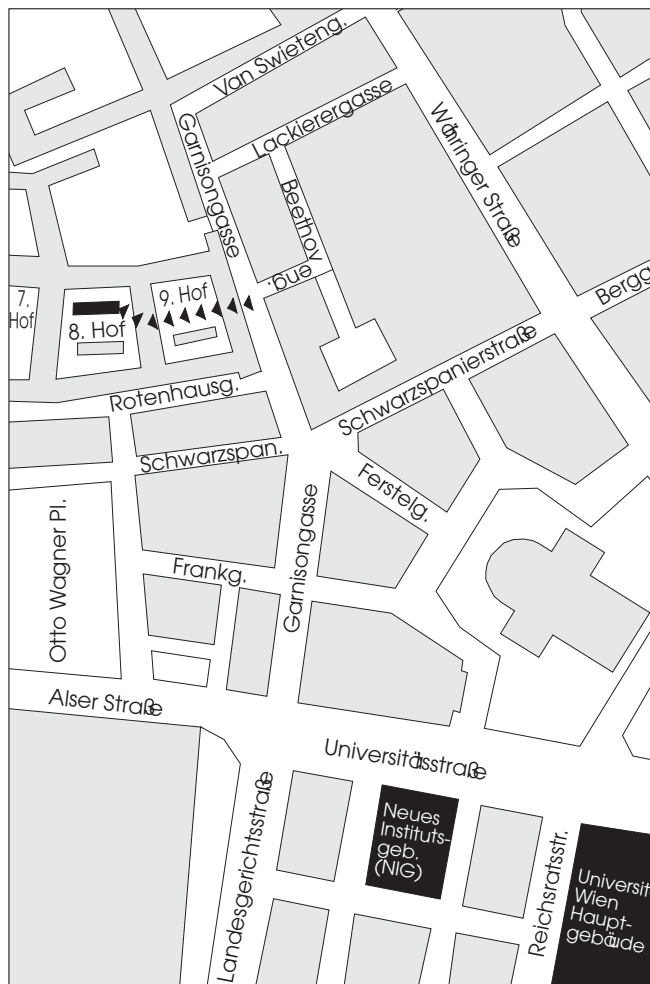 Van Swieteng.
Lackierergasse
Währinger Straße
Garnisongasse
Beethov
eng.
Bergg
7.
Hof
8. Hof
9. Hof
Rotenhausg.
Schwarzspanierstraße
Schwarzspan.
Ferstelg.
Otto Wagner Pl.
Garnisongasse
Frankg.
Alser Straße
Universitätsstraße
Landesgerichtsstraße
Neues
Instituts-
geb.
(NIG)
Reichsratsstr.
Universit
Wien
Haupt-
gebäude